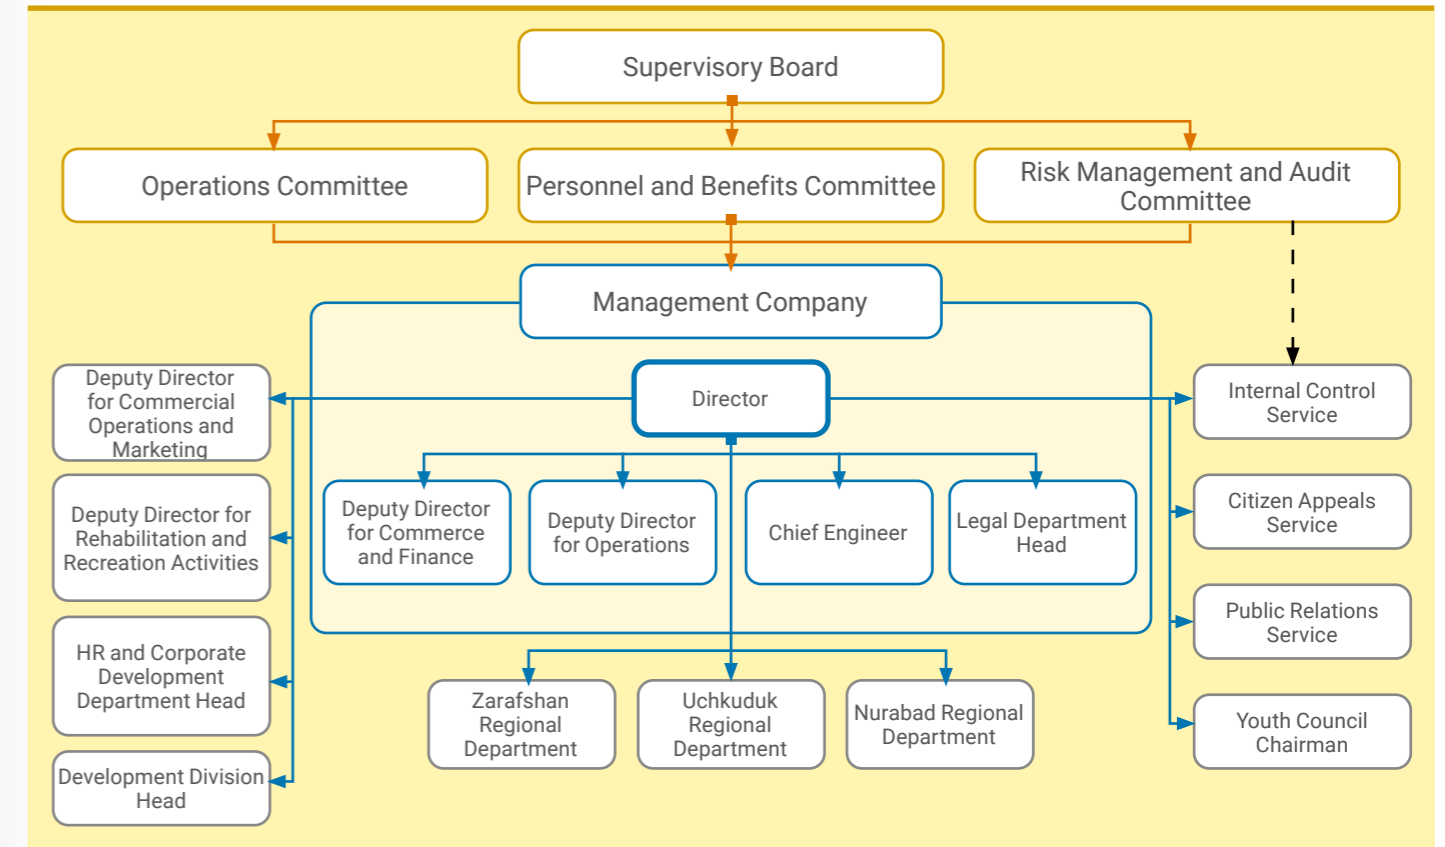 Supervisory Board
Operations Committee
Personnel and Benefits Committee
Risk Management and Audit
Committee
Management Company
Director
Deputy Director
for Commercial
Operations and
Marketing
Deputy Director for
Rehabilitation and
Recreation Activities
HR and Corporate
Development
Department Head
Development Division
Head
Deputy Director
for Commerce
and Finance
Deputy Director
for Operations
Chief Engineer
Legal Department
Head
Zarafshan
Regional
Department
Uchkuduk
Regional
Department
Nurabad Regional
Department
Internal Control
Service
Citizen Appeals
Service
Public Relations
Service
Youth Council
Chairman